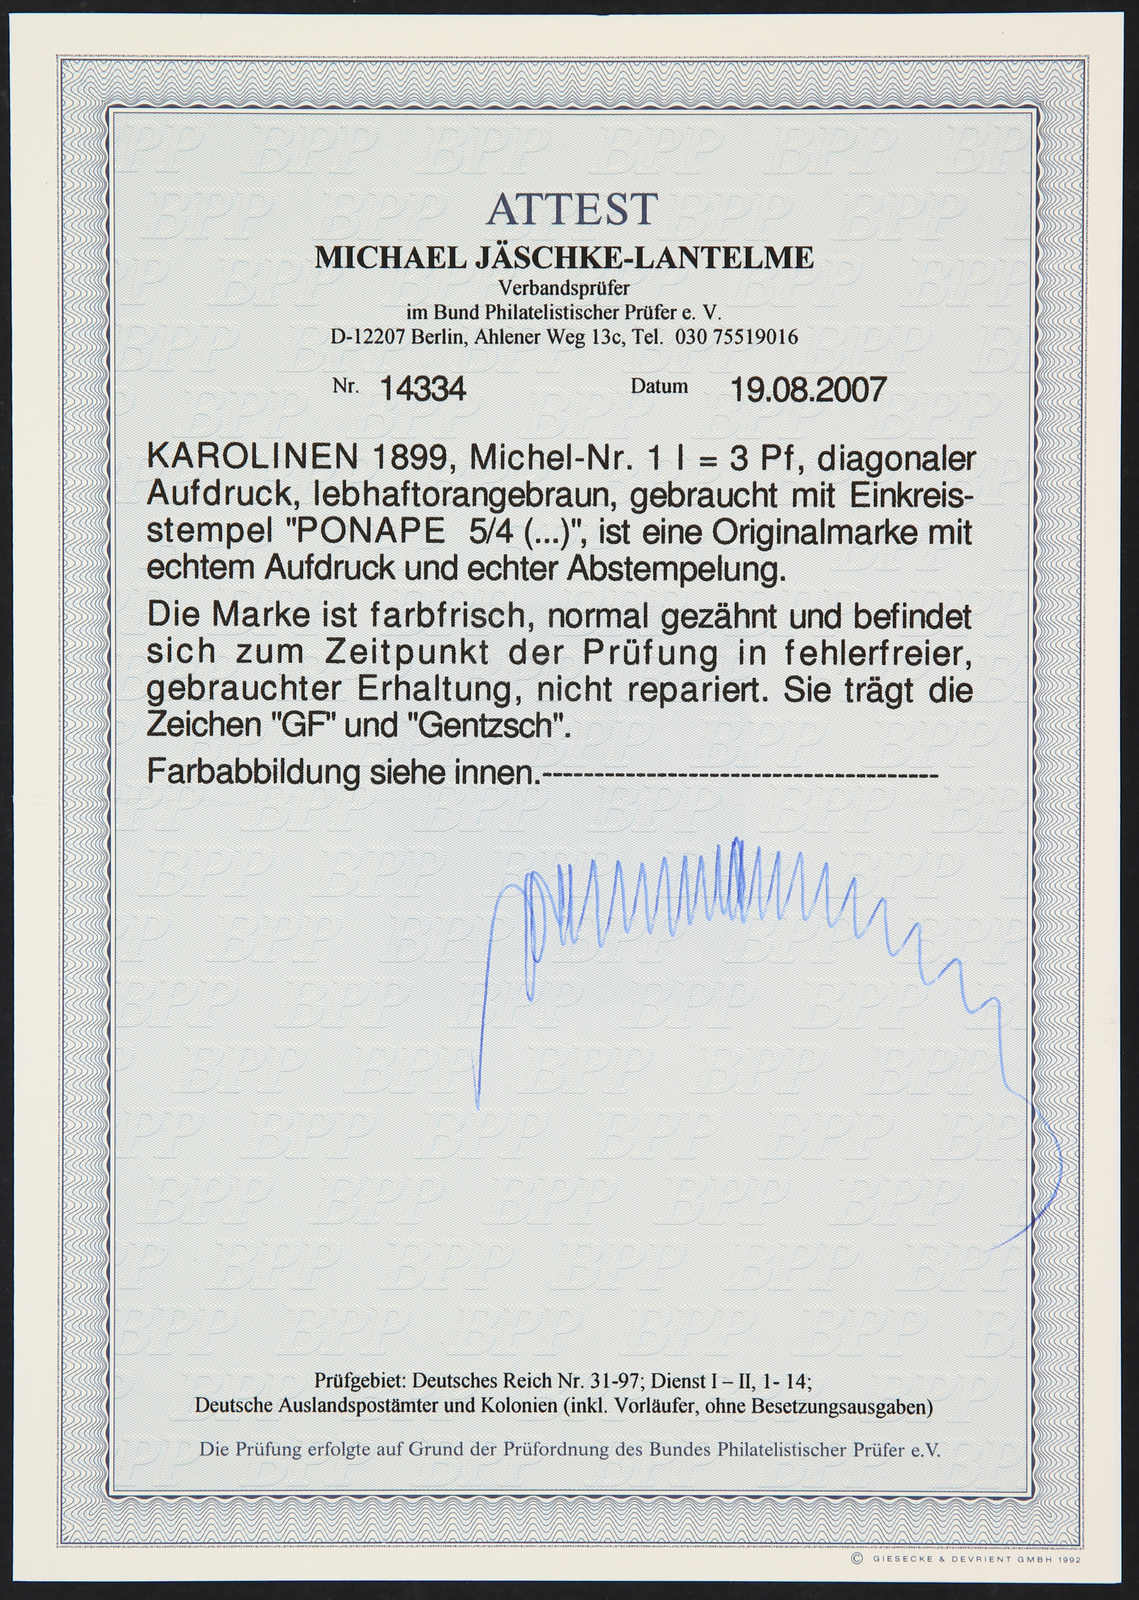 ATTEST
MICHAEL JÄSCHKE-LANTELME
Verbandsprüfer
im Bund Philatelistischer Prüfer e. V.
D-12207 Berlin, Ahlener Weg 13c, Tel. 030 75519016
Nr. 14334 Datum 19.08.2007
KAROLINEN 1899, Michel-Nr. 1 I = 3 Pf, diagonaler
Aufdruck, lebhaftorangebraun, gebraucht mit Einkreis-
stempel "PONAPE 5/4 (...)", ist eine Originalmarke mit
echtem Aufdruck und echter Abstempelung.
Die Marke ist farbfrisch, normal gezähnt und befindet
sich zum Zeitpunkt der Prüfung in fehlerfreier,
gebrauchter Erhaltung, nicht repariert. Sie trägt die
Zeichen "GF" und "Gentzsch".
Farbabbildung siehe innen.--------------------------------------
Prüfgebiet: Deutsches Reich Nr. 31-97; Dienst I – II, 1- 14;
Deutsche Auslandspostämter und Kolonien (inkl. Vorläufer, ohne Besetzungsausgaben)
Die Prüfung erfolgte auf Grund der Prüfordnung des Bundes Philatelistischer Prüfer e.V.
© GIESECKE & DEVRIENT GMBH 1992